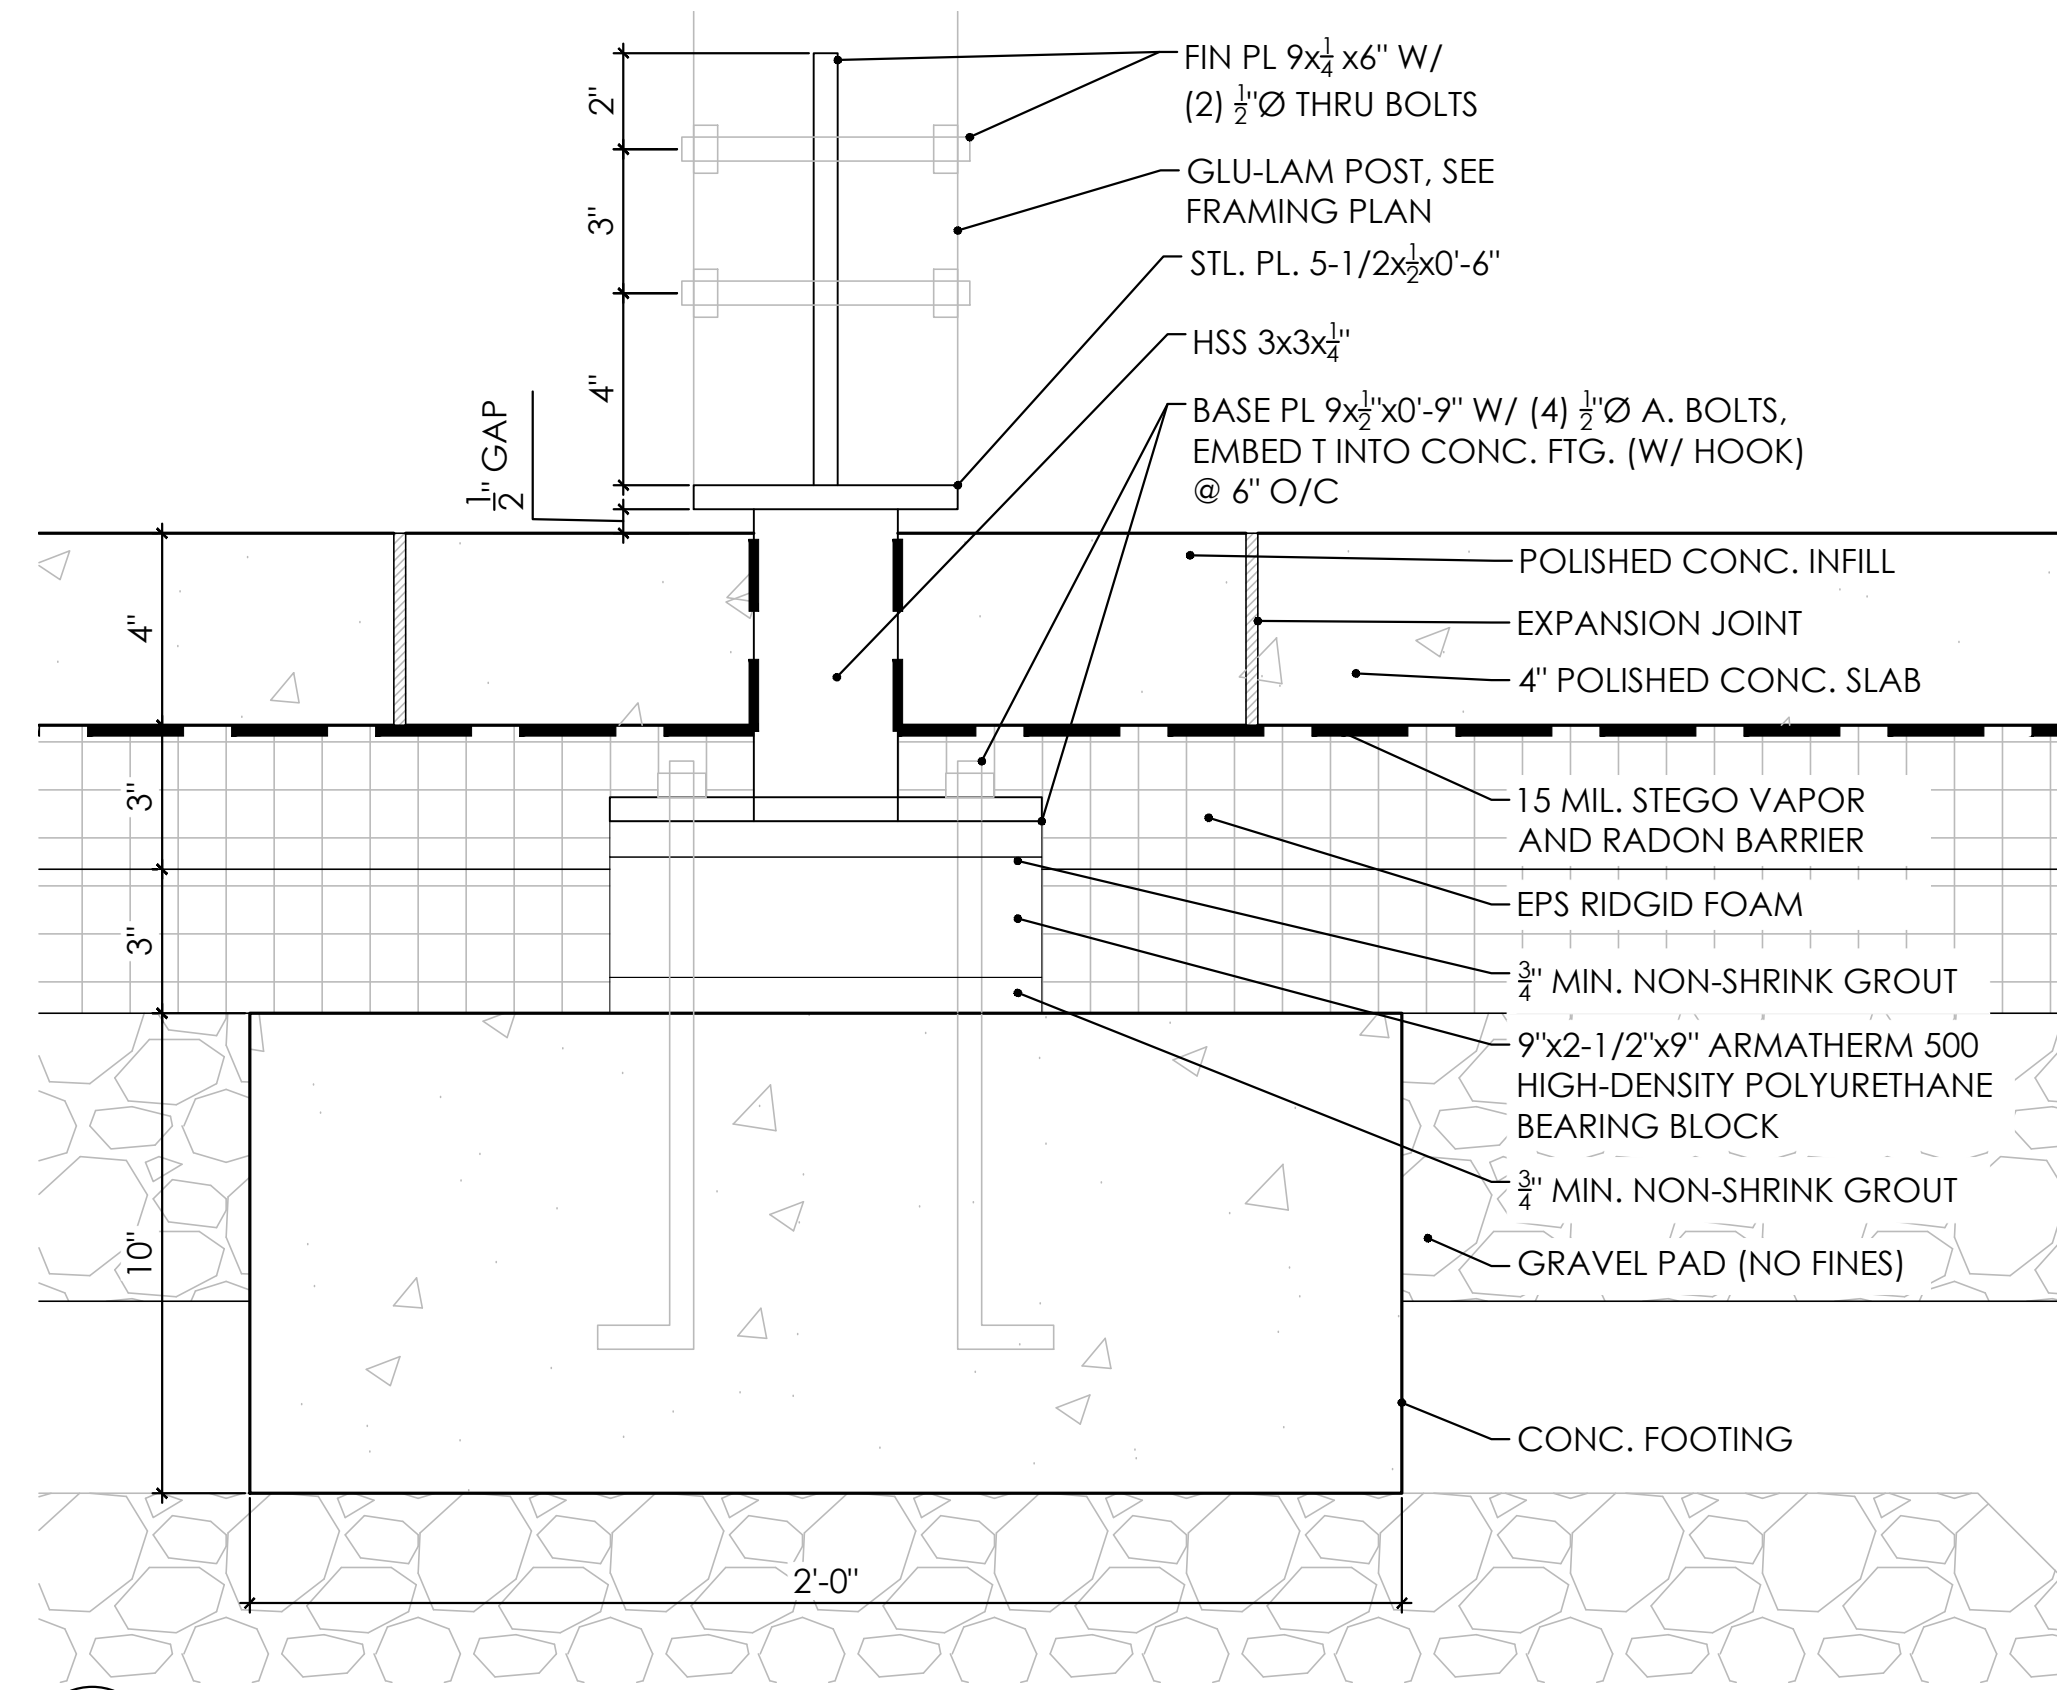 FIN PL 9x1/4 x6" W/
(2) 1/2"Ø THRU BOLTS
GLU-LAM POST, SEE
FRAMING PLAN
STL. PL. 5-1/2x1/2x0'-6"
HSS 3x3x1/4"
BASE PL 9x1/2"x0'-9" W/ (4) 1/2"Ø A. BOLTS,
EMBED T INTO CONC. FTG. (W/ HOOK)
@ 6" O/C
POLISHED CONC. INFILL
EXPANSION JOINT
4" POLISHED CONC. SLAB
15 MIL. STEGO VAPOR
AND RADON BARRIER
EPS RIDGID FOAM
3/4" MIN. NON-SHRINK GROUT
9"x2-1/2"x9" ARMATHERM 500
HIGH-DENSITY POLYURETHANE
BEARING BLOCK
3/4" MIN. NON-SHRINK GROUT
GRAVEL PAD (NO FINES)
CONC. FOOTING
2"
3"
4"
1/2" GAP
4"
3"
3"
10"
2'-0"